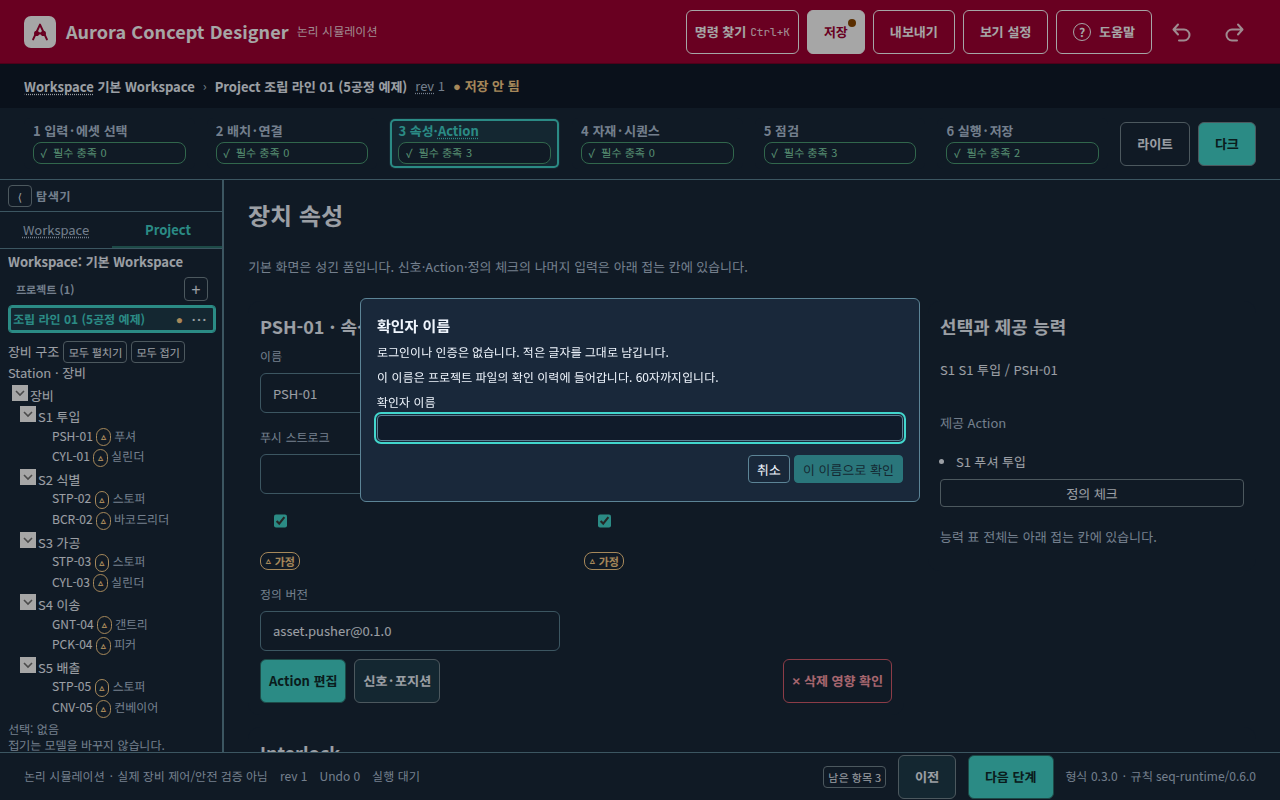 Aurora Concept Designer 논리 시뮬레이션 명령 찾기 Ctrl+K 저장 내보내기 보기 설정 ? 도움말
Workspace 기본 Workspace › Project 조립 라인 01 (5공정 예제) rev 1 ● 저장 안 됨
1 입력·에셋 선택 2 배치·연결 3 속성·Action 4 자재·시퀀스 5 점검 6 실행·저장
✓ 필수 충족 0 ✓ 필수 충족 0 ✓ 필수 충족 3 ✓ 필수 충족 0 ✓ 필수 충족 3 ✓ 필수 충족 2
라이트 다크
⟨ 탐색기
Workspace Project
Workspace: 기본 Workspace
프로젝트 (1) +
조립 라인 01 (5공정 예제) ● ···
장비 구조 모두 펼치기 모두 접기
Station · 장비
장비
S1 투입
PSH-01 푸셔
CYL-01 실린더
S2 식별
STP-02 스토퍼
BCR-02 바코드리더
S3 가공
STP-03 스토퍼
CYL-03 실린더
S4 이송
GNT-04 갠트리
PCK-04 피커
S5 배출
STP-05 스토퍼
CNV-05 컨베이어
선택: 없음
접기는 모델을 바꾸지 않습니다.
장치 속성
기본 화면은 성긴 폼입니다. 신호·Action·정의 체크의 나머지 입력은 아래 접는 칸에 있습니다.
PSH-01 · 속
이름
PSH-01
푸시 스트로크
가정 가정
정의 버전
asset.pusher@0.1.0
Action 편집 신호·포지션 × 삭제 영향 확인
Interlock
확인자 이름
로그인이나 인증은 없습니다. 적은 글자를 그대로 남깁니다.
이 이름은 프로젝트 파일의 확인 이력에 들어갑니다. 60자까지입니다.
확인자 이름
취소 이 이름으로 확인
선택과 제공 능력
S1 S1 투입 / PSH-01
제공 Action
• S1 푸셔 투입
정의 체크
능력 표 전체는 아래 접는 칸에 있습니다.
논리 시뮬레이션 · 실제 장비 제어/안전 검증 아님 rev 1 Undo 0 실행 대기 남은 항목 3 이전 다음 단계 형식 0.3.0 · 규칙 seq-runtime/0.6.0